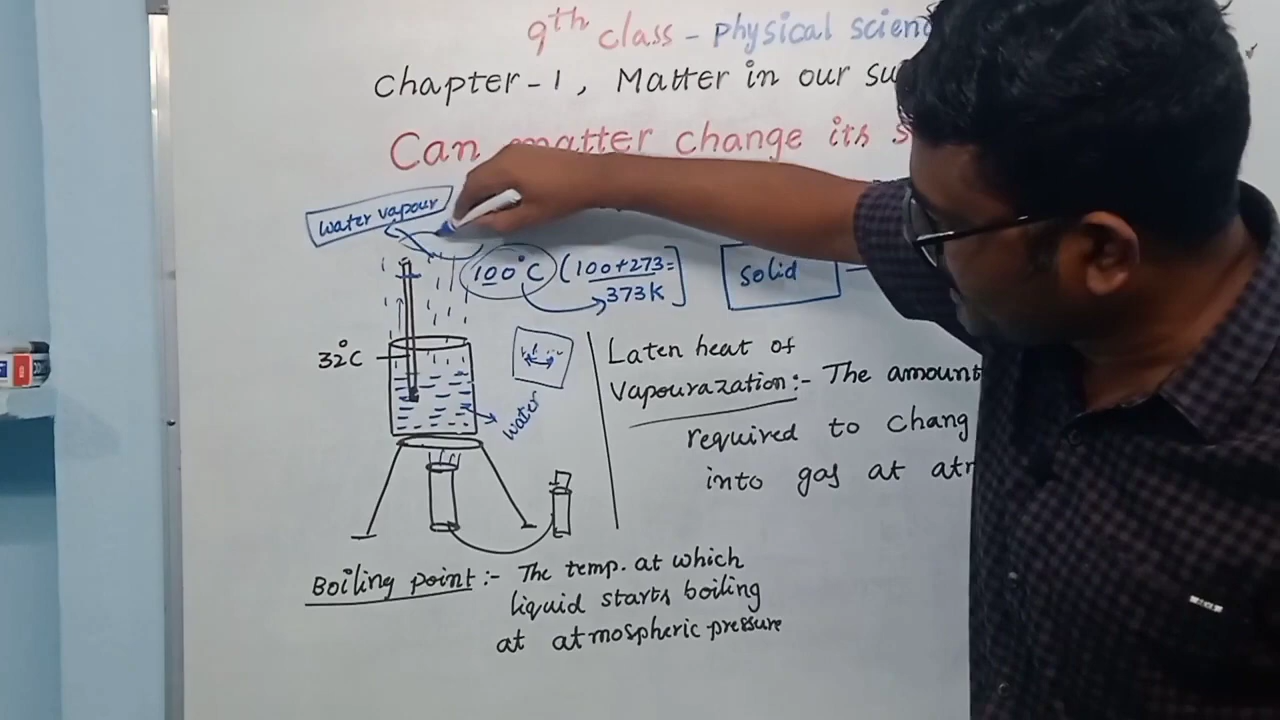 9th class - physical scien
Chapter-1, Matter in our su
Can matter change its s
water vapour
100°C (100+273=
373K]
solid
32°C
water
Laten heat of
Vapourazation:- The amount
required to chang
into gas at atm
Boiling point:- The temp. at which
liquid starts boiling
at atmospheric pressure